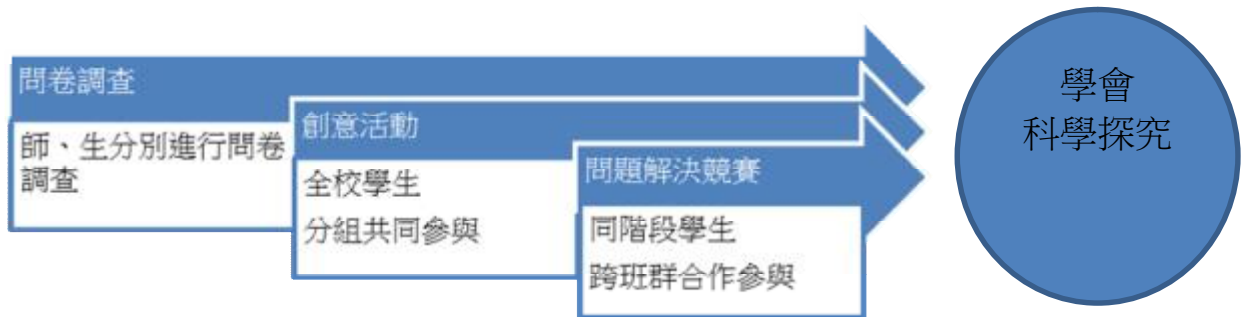 問卷調查
師、生分別進行問卷
調查
創意活動
全校學生
分組共同參與
問題解決競賽
同階段學生
跨班群合作參與
學會
科學探究